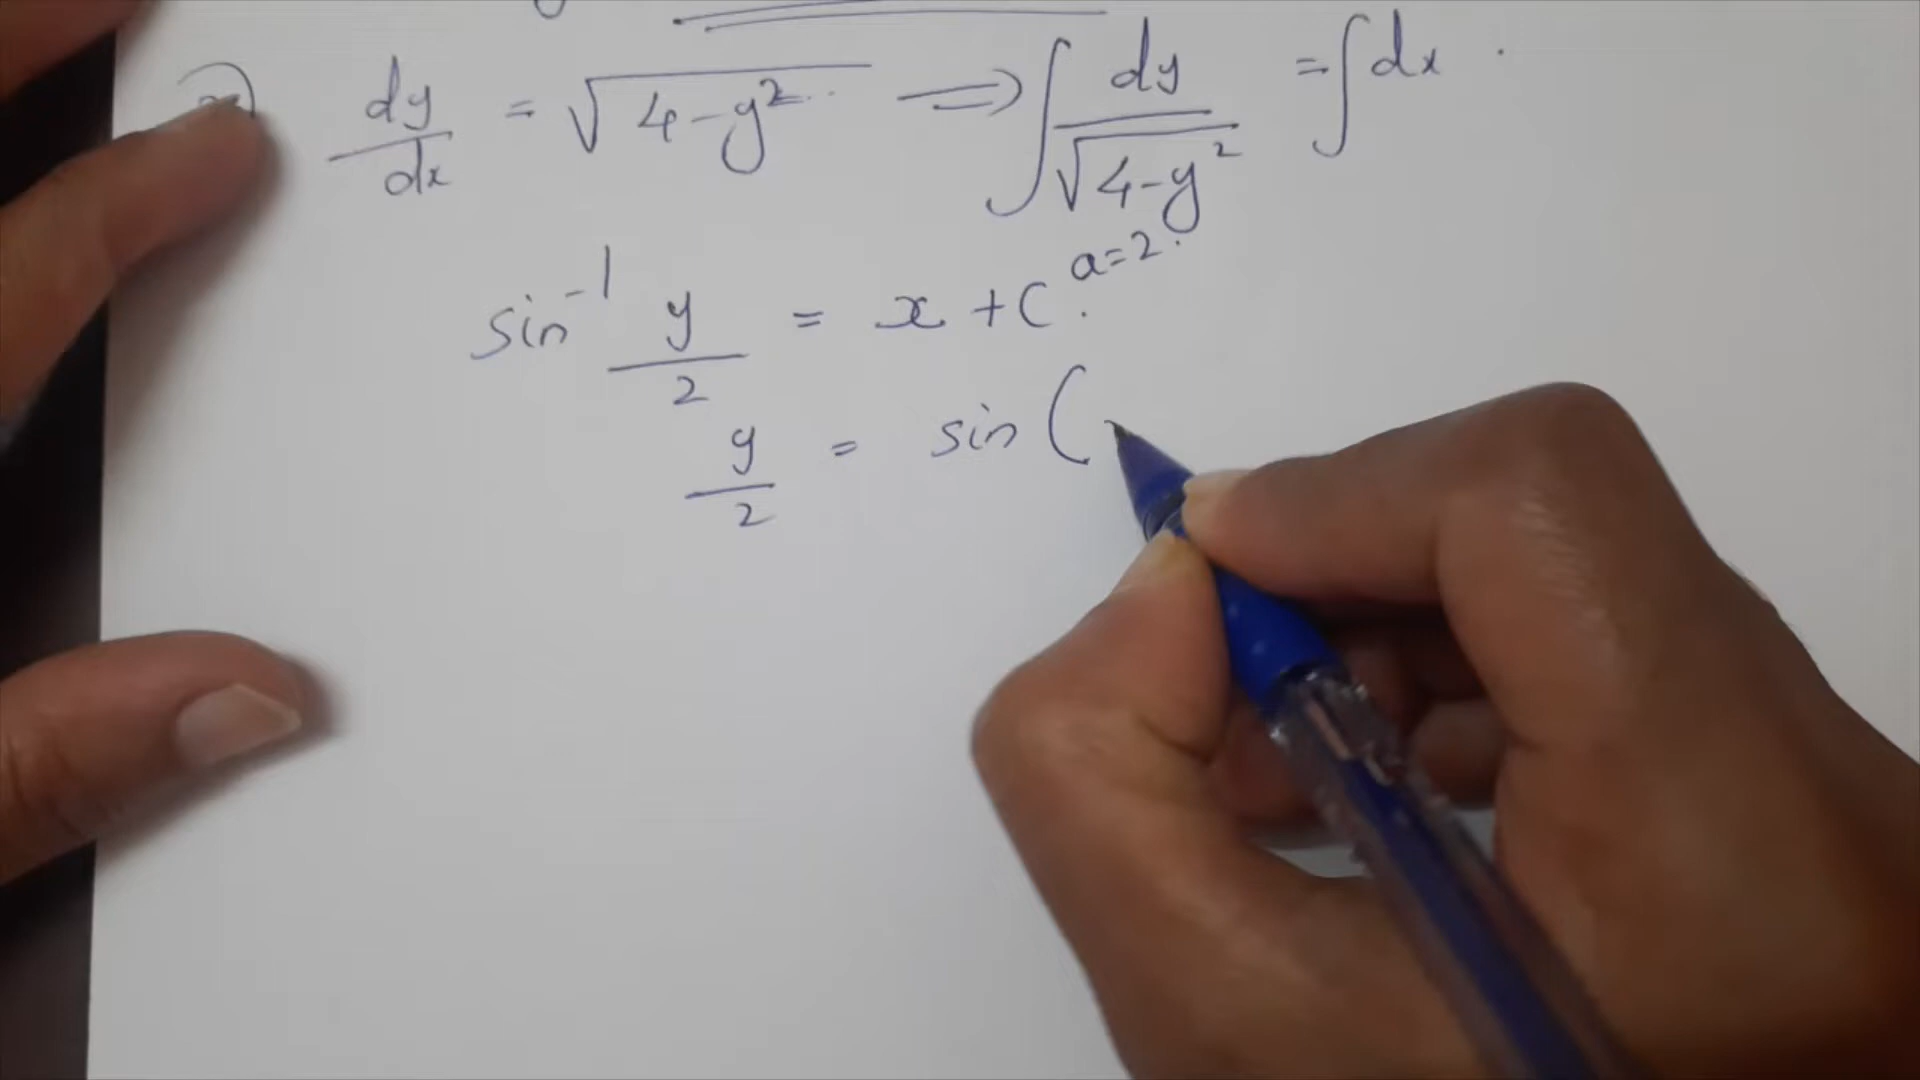 dy/dx = √4-y² ⟹ ∫ dy/√4-y² = ∫ dx .
a=2.
sin⁻¹ y/2 = x + C.
y/2 = sin (